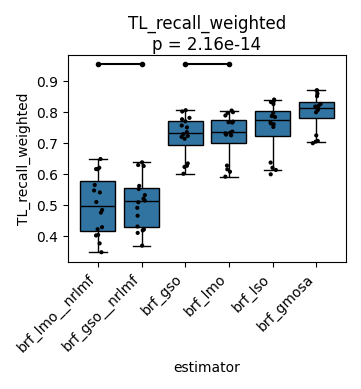 TL_recall_weighted
p = 2.16e-14
TL_recall_weighted
0.9
0.8
0.7
0.6
0.5
0.4
brf_lmo__nrlmf
brf_gso__nrlmf
brf_gso
brf_lmo
brf_lso
brf_gmosa
estimator